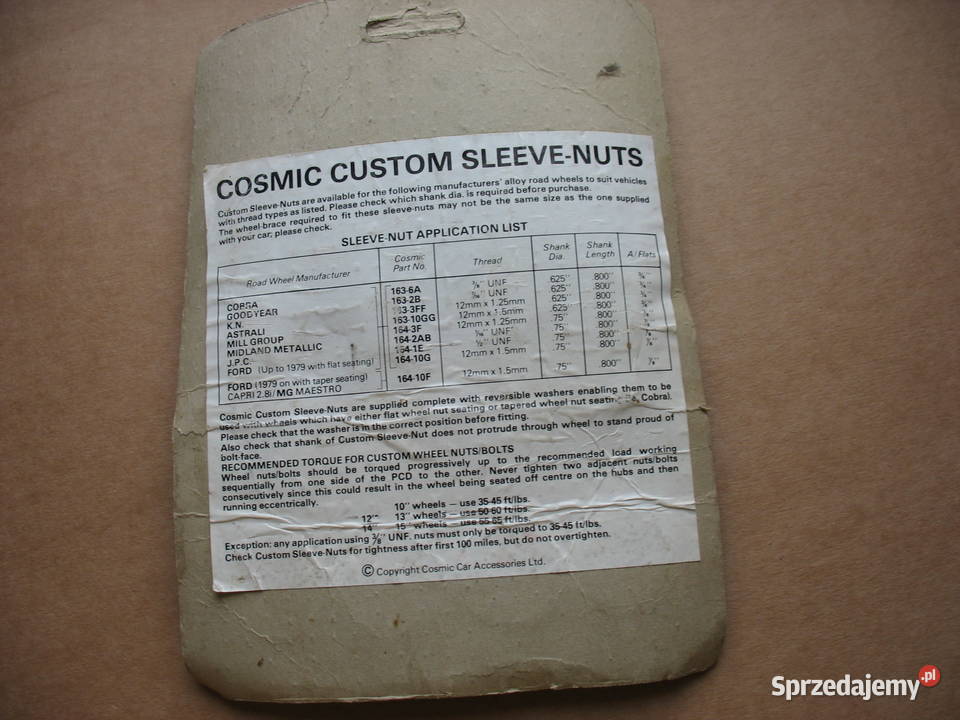 COSMIC CUSTOM SLEEVE-NUTS
Custom Sleeve-Nuts are available for the following manufacturers' alloy road wheels to suit vehicles
with thread types as listed. Please check which shank dia. is required before purchase.
The wheel-brace required to fit these sleeve-nuts may not be the same size as the one supplied
with your car, please check.
SLEEVE-NUT APPLICATION LIST
Road Wheel Manufacturer Cosmic Part No. Thread Shank Dia. Shank Length A/Flats
COBRA 163-6A 3/8" UNF .625" .800" 3/4"
GOODYEAR 163-2B UNF .625" .800"
K.N. 163-3FF 12mm x 1.25mm .625" .800"
ASTRALI 163-10GG 12mm x 1.5mm .625" .800"
MILL GROUP 164-3F 12mm x 1.25mm .75" .800"
MIDLAND METALLIC 164-2AB UNF .75" .800"
J.P.C. 164-1E 1/2" UNF .75" .800"
FORD (Up to 1979 with flat seating) 164-10G 12mm x 1.5mm .75" .800"
FORD (1979 on with taper seating)
CAPRI 2.8i/MG MAESTRO 164-10F 12mm x 1.5mm .75" .800" 7/8"
Cosmic Custom Sleeve-Nuts are supplied complete with reversible washers enabling them to be
used with wheels which have either flat wheel nut seating or tapered wheel nut seating Cobra).
Please check that the washer is in the correct position before fitting.
Also check that shank of Custom Sleeve-Nut does not protrude through wheel to stand proud of
bolt-face.
RECOMMENDED TORQUE FOR CUSTOM WHEEL NUTS/BOLTS
Wheel nuts/bolts should be torqued progressively up to the recommended load working
sequentially from one side of the PCD to the other. Never tighten two adjacent nuts/bolts
consecutively since this could result in the wheel being seated off centre on the hubs and then
running eccentrically.
10" wheels – use 35-45 ft/lbs.
12" 13" wheels – use 50-60 ft/lbs.
14" 15" wheels – use 55-65 ft/lbs.
Exception: any application using 3/8" UNF. nuts must only be torqued to 35-45 ft/lbs.
Check Custom Sleeve-Nuts for tightness after first 100 miles, but do not overtighten.
© Copyright Cosmic Car Accessories Ltd.
Sprzedajemy.pl